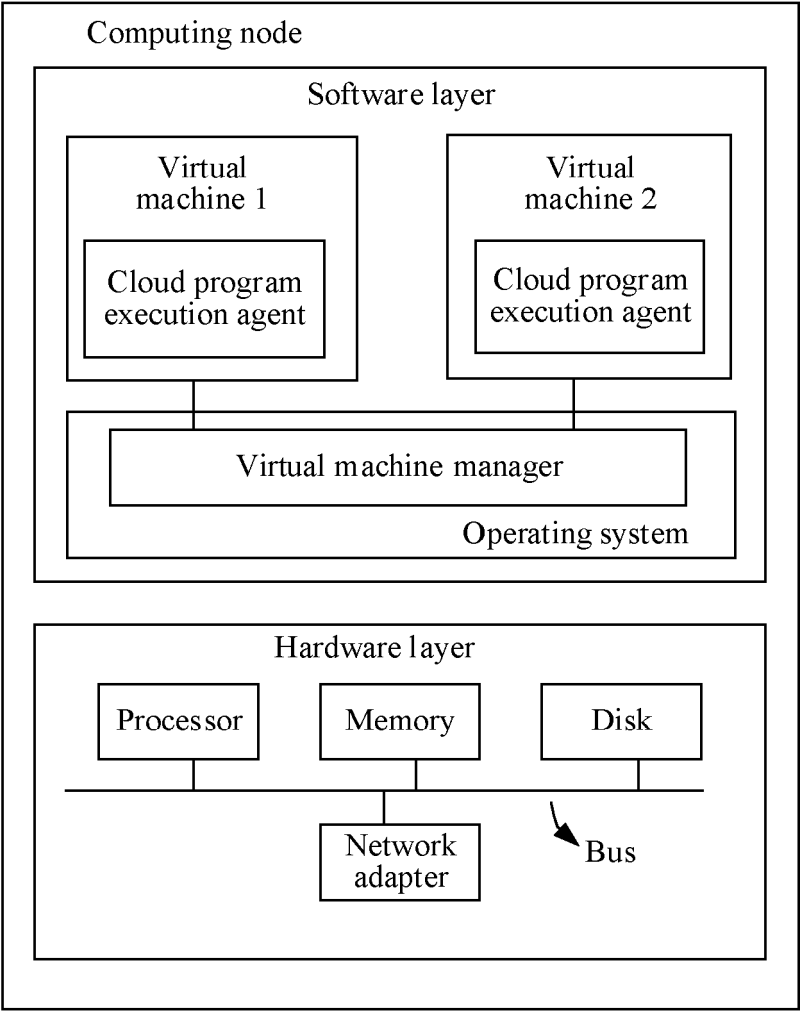 Computing node
Software layer
Virtual
machine 1
Cloud program
execution agent
Virtual
machine 2
Cloud program
execution agent
Virtual machine manager
Operating system
Hardware layer
Processor
Memory
Disk
Network
adapter
Bus